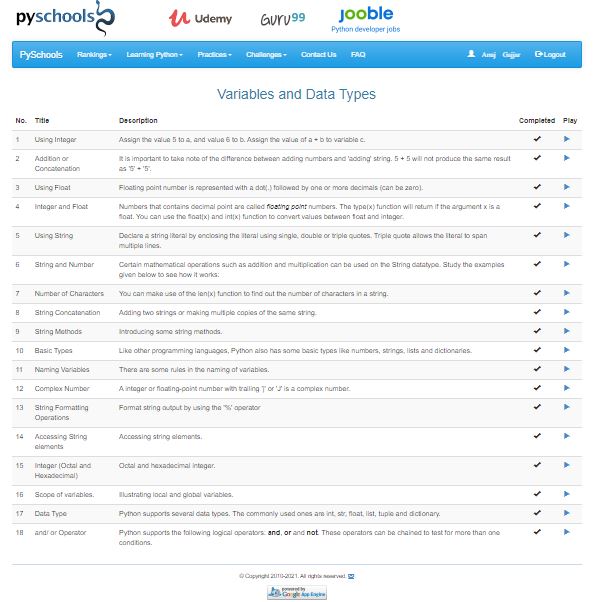 pyschools Udemy GURU99 jooble
Python developer jobs
PySchools Rankings Learning Python Practices Challenges Contact Us FAQ Anuj Gajjar Logout
Variables and Data Types
No. Title Description Completed Play
1 Using Integer Assign the value 5 to a, and value 6 to b. Assign the value of a + b to variable c.
2 Addition or It is important to take note of the difference between adding numbers and 'adding' string. 5 + 5 will not produce the same result
Concatenation as '5' + '5'.
3 Using Float Floating point number is represented with a dot(.) followed by one or more decimals (can be zero).
4 Integer and Float Numbers that contains decimal point are called floating point numbers. The type(x) function will return if the argument x is a
float. You can use the float(x) and int(x) function to convert values between float and integer.
5 Using String Declare a string literal by enclosing the literal using single, double or triple quotes. Triple quote allows the literal to span
multiple lines.
6 String and Number Certain mathematical operations such as addition and multiplication can be used on the String datatype. Study the examples
given below to see how it works:
7 Number of Characters You can make use of the len(x) function to find out the number of characters in a string.
8 String Concatenation Adding two strings or making multiple copies of the same string.
9 String Methods Introducing some string methods.
10 Basic Types Like other programming languages, Python also has some basic types like numbers, strings, lists and dictionaries.
11 Naming Variables There are some rules in the naming of variables.
12 Complex Number A integer or floating-point number with trailing 'j' or 'J' is a complex number.
13 String Formatting Format string output by using the '%' operator
Operations
14 Accessing String Accessing string elements.
elements
15 Integer (Octal and Octal and hexadecimal integer.
Hexadecimal)
16 Scope of variables. Illustrating local and global variables.
17 Data Type Python supports several data types. The commonly used ones are int, str, float, list, tuple and dictionary.
18 and/ or Operator Python supports the following logical operators: and, or and not. These operators can be chained to test for more than one
conditions.
© Copyright 2010-2021. All rights reserved.
powered by
Google App Engine